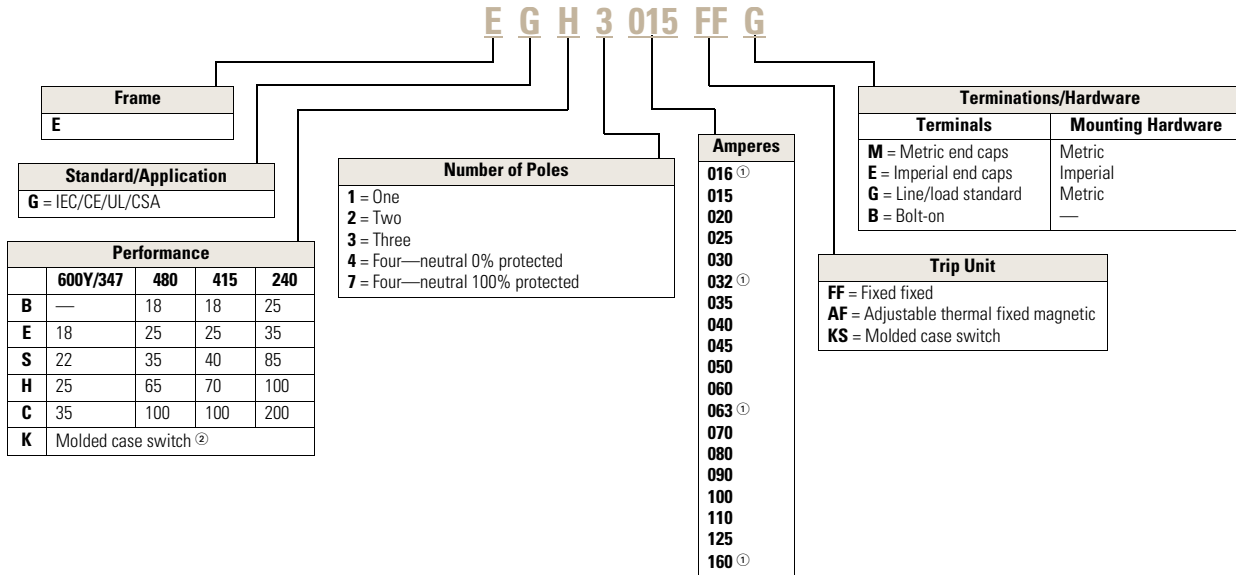 E G H 3 015 FF G
Frame
E
Standard/Application
G = IEC/CE/UL/CSA
Performance
600Y/347 480 415 240
B — 18 18 25
E 18 25 25 35
S 22 35 40 85
H 25 65 70 100
C 35 100 100 200
K Molded case switch ②
Number of Poles
1 = One
2 = Two
3 = Three
4 = Four—neutral 0% protected
7 = Four—neutral 100% protected
Amperes
016 ①
015
020
025
030
032 ①
035
040
045
050
060
063 ①
070
080
090
100
110
125
160 ①
Trip Unit
FF = Fixed fixed
AF = Adjustable thermal fixed magnetic
KS = Molded case switch
Terminations/Hardware
Terminals Mounting Hardware
M = Metric end caps Metric
E = Imperial end caps Imperial
G = Line/load standard Metric
B = Bolt-on —